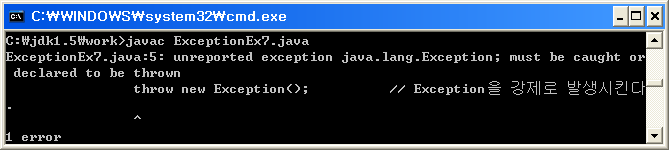 C:₩WINDOWS₩system32₩cmd.exe
C:₩jdk1.5₩work>javac ExceptionEx7.java
ExceptionEx7.java:5: unreported exception java.lang.Exception; must be caught or
declared to be thrown
throw new Exception(); // Exception을 강제로 발생시킨다
.
^
1 error